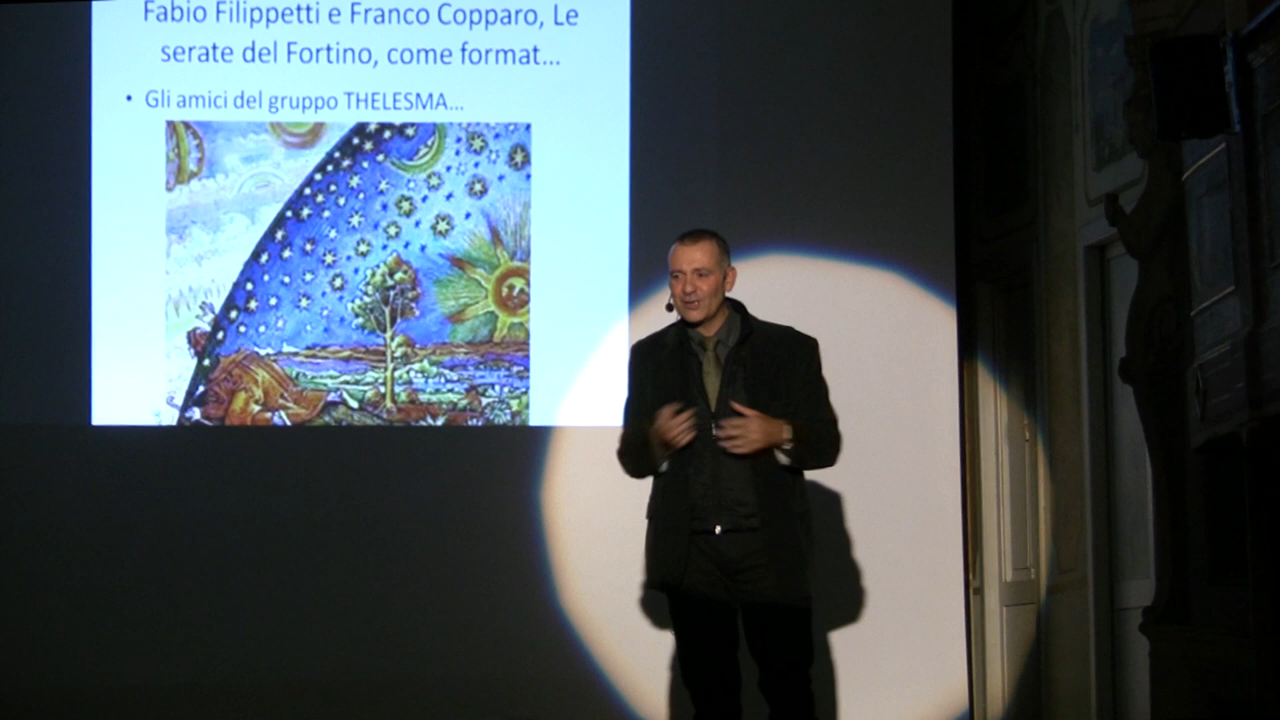 Fabio Filippetti e Franco Copparo, Le
serate del Fortino, come format...
• Gli amici del gruppo THELESMA...